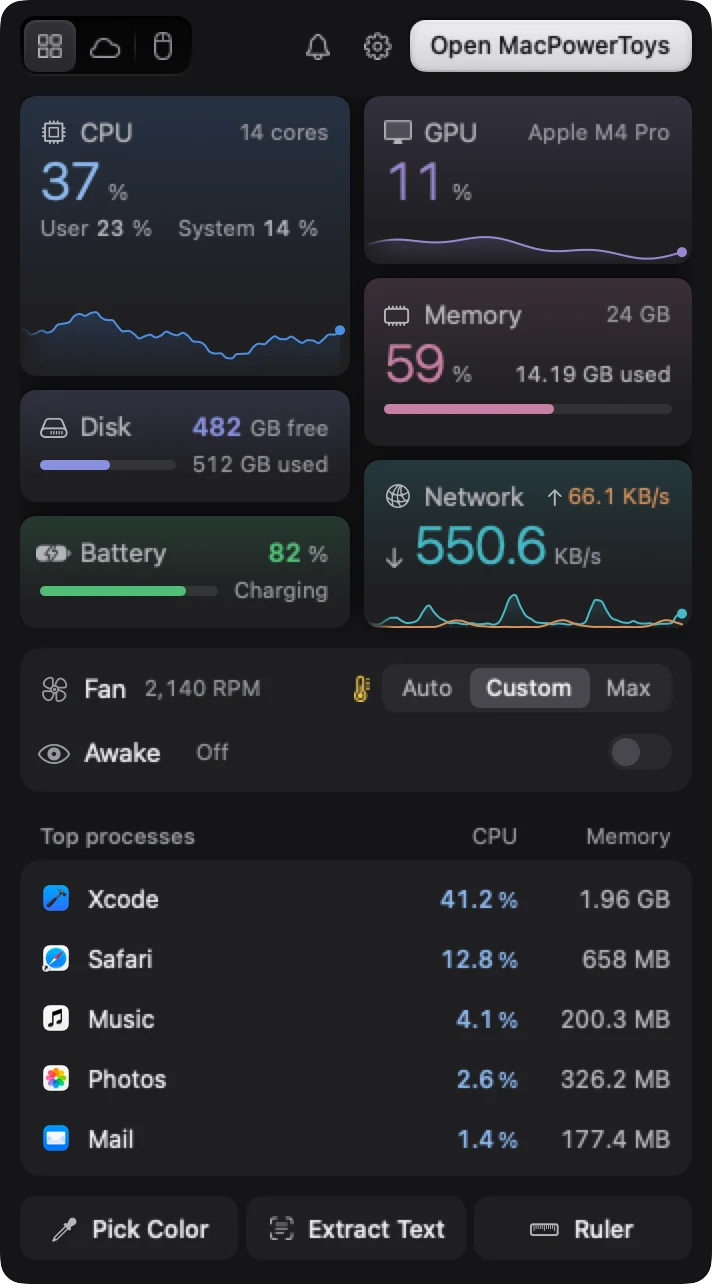 Open MacPowerToys
CPU 14 cores
37 %
User 23 % System 14 %
GPU Apple M4 Pro
11 %
Memory 24 GB
59 % 14.19 GB used
Disk 482 GB free
512 GB used
Battery 82 %
Charging
Network ↑ 66.1 KB/s
↓ 550.6 KB/s
Fan 2,140 RPM Auto Custom Max
Awake Off
Top processes CPU Memory
Xcode 41.2 % 1.96 GB
Safari 12.8 % 658 MB
Music 4.1 % 200.3 MB
Photos 2.6 % 326.2 MB
Mail 1.4 % 177.4 MB
Pick Color Extract Text Ruler